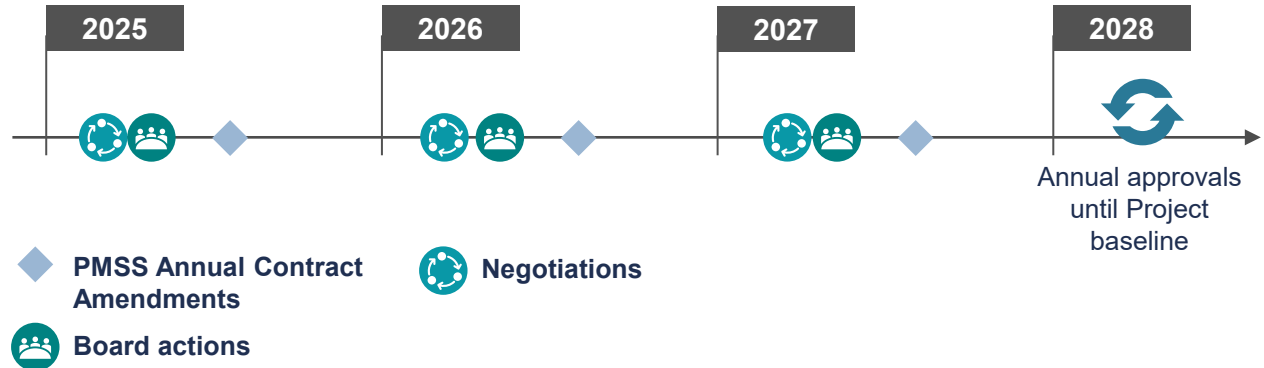 2025
2026
2027
2028
Annual approvals
until Project
baseline
PMSS Annual Contract
Amendments
Negotiations
Board actions